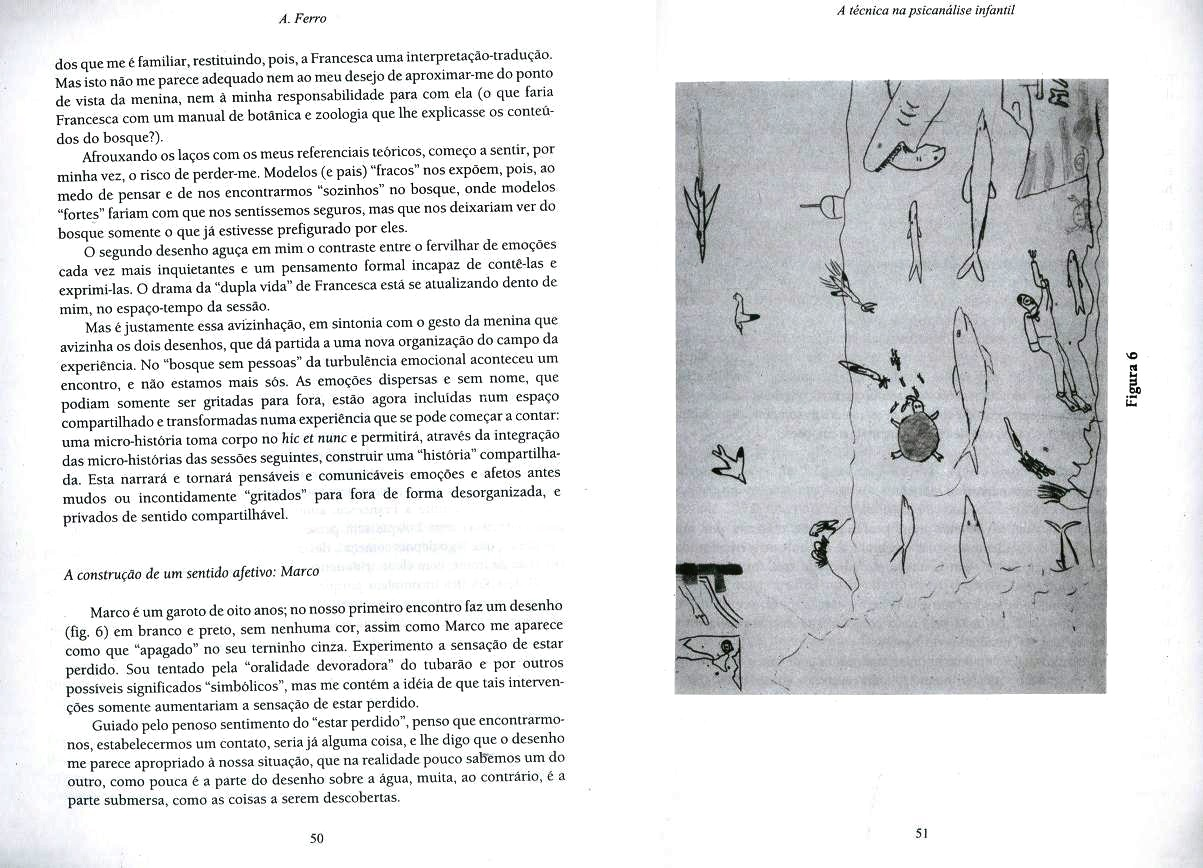 A. Ferro
dos que me é familiar, restituindo, pois, a Francesca uma interpretação-tradução.
Mas isto não me parece adequado nem ao meu desejo de aproximar-me do ponto
de vista da menina, nem à minha responsabilidade para com ela (o que faria
Francesca com um manual de botânica e zoologia que lhe explicasse os conteú-
dos do bosque?).
Afrouxando os laços com os meus referenciais teóricos, começo a sentir, por
minha vez, o risco de perder-me. Modelos (e pais) “fracos” nos expõem, pois, ao
medo de pensar e de nos encontrarmos “sozinhos” no bosque, onde modelos
“fortes” fariam com que nos sentíssemos seguros, mas que nos deixariam ver do
bosque somente o que já estivesse prefigurado por eles.
O segundo desenho aguça em mim o contraste entre o fervilhar de emoções
cada vez mais inquietantes e um pensamento formal incapaz de contê-las e
exprimi-las. O drama da “dupla vida” de Francesca está se atualizando dento de
mim, no espaço-tempo da sessão.
Mas é justamente essa avizinhação, em sintonia com o gesto da menina que
avizinha os dois desenhos, que dá partida a uma nova organização do campo da
experiência. No “bosque sem pessoas” da turbulência emocional aconteceu um
encontro, e não estamos mais sós. As emoções dispersas e sem nome, que
podiam somente ser gritadas para fora, estão agora incluídas num espaço
compartilhado e transformadas numa experiência que se pode começar a contar:
uma micro-história toma corpo no hic et nunc e permitirá, através da integração
das micro-histórias das sessões seguintes, construir uma “história” compartilha-
da. Esta narrará e tornará pensáveis e comunicáveis emoções e afetos antes
mudos ou incontidamente “gritados” para fora de forma desorganizada, e
privados de sentido compartilhável.
A construção de um sentido afetivo: Marco
Marco é um garoto de oito anos; no nosso primeiro encontro faz um desenho
(fig. 6) em branco e preto, sem nenhuma cor, assim como Marco me aparece
como que “apagado” no seu terninho cinza. Experimento a sensação de estar
perdido. Sou tentado pela “oralidade devoradora” do tubarão e por outros
possíveis significados “simbólicos”, mas me contém a idéia de que tais interven-
ções somente aumentariam a sensação de estar perdido.
Guiado pelo penoso sentimento do “estar perdido”, penso que encontrarmo-
nos, estabelecermos um contato, seria já alguma coisa, e lhe digo que o desenho
me parece apropriado à nossa situação, que na realidade pouco sabemos um do
outro, como pouca é a parte do desenho sobre a água, muita, ao contrário, é a
parte submersa, como as coisas a serem descobertas.
50
A técnica na psicanálise infantil
Figura 6
51